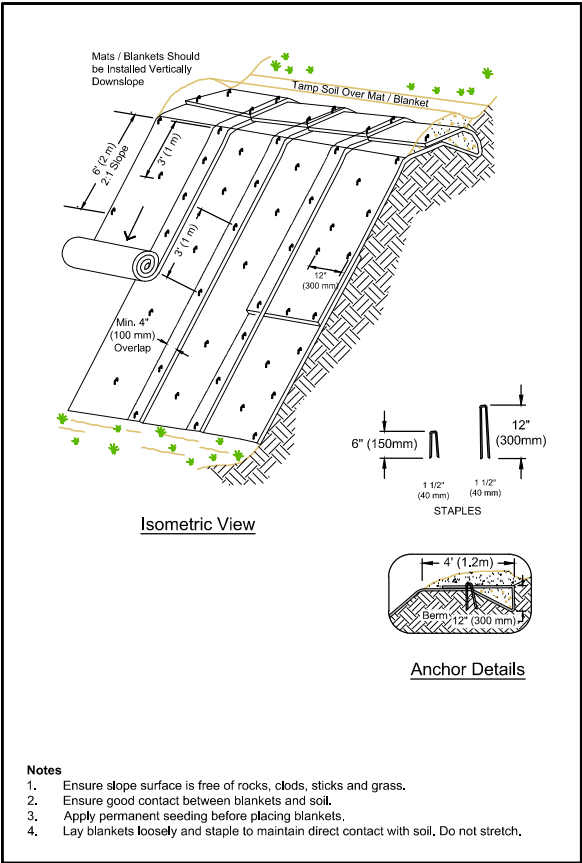 Mats / Blankets Should
be Installed Vertically
Downslope
Tamp Soil Over Mat / Blanket
6' (2 m)
2:1 Slope
3' (1 m)
3' (1 m)
12"
(300 mm)
Min. 4"
(100 mm)
Overlap
6" (150mm)
12"
(300mm)
1 1/2"
(40 mm)
1 1/2"
(40 mm)
STAPLES
Isometric View
4' (1.2m)
4"
Berm
12" (300 mm)
Anchor Details
Notes
1. Ensure slope surface is free of rocks, clods, sticks and grass.
2. Ensure good contact between blankets and soil.
3. Apply permanent seeding before placing blankets.
4. Lay blankets loosely and staple to maintain direct contact with soil. Do not stretch.